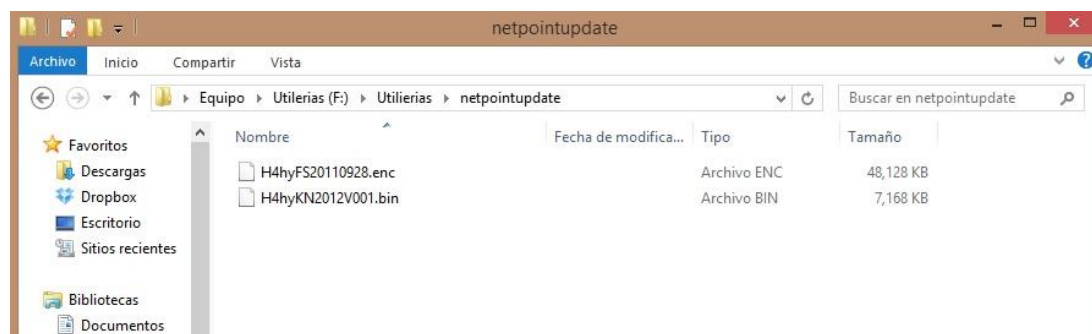 netpointupdate
Archivo Inicio Compartir Vista
Equipo Utilerias (F:) Utilierias netpointupdate Buscar en netpointupdate
Favoritos
Descargas
Dropbox
Escritorio
Sitios recientes
Bibliotecas
Documentos
Nombre Fecha de modifica... Tipo Tamaño
H4hyFS20110928.enc Archivo ENC 48,128 KB
H4hyKN2012V001.bin Archivo BIN 7,168 KB